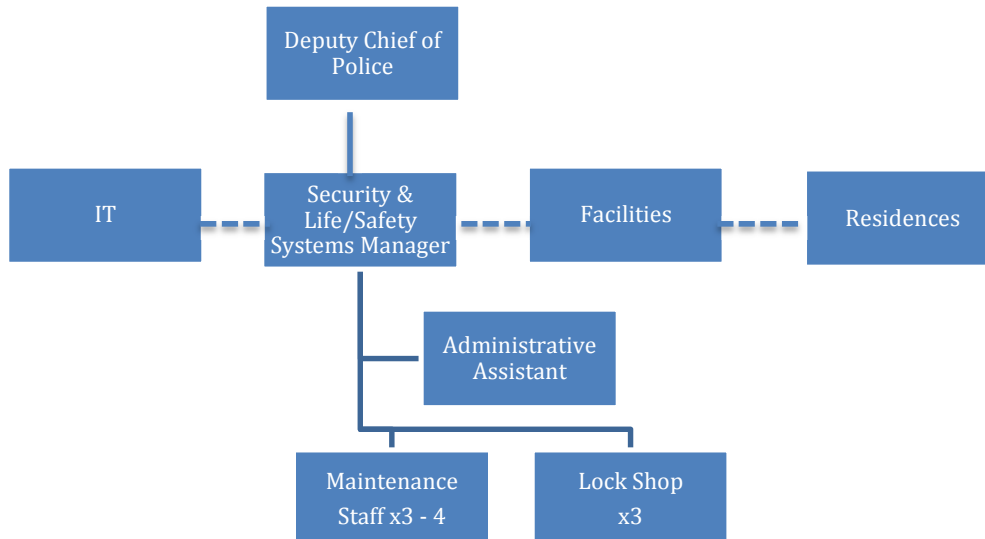 Deputy Chief of
Police
IT
Security &
Life/Safety
Systems Manager
Facilities
Residences
Administrative
Assistant
Maintenance
Staff x3 - 4
Lock Shop
x3